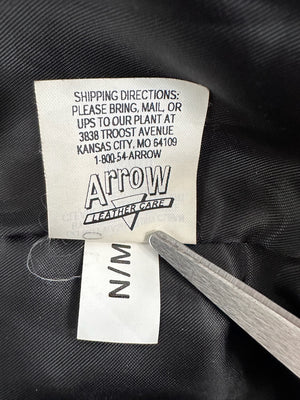 SHIPPING DIRECTIONS:
PLEASE BRING, MAIL, OR
UPS TO OUR PLANT AT
3838 TROOST AVENUE
KANSAS CITY, MO 64109
1-800-54-ARROW
Arrow
LEATHER CARE
N/M